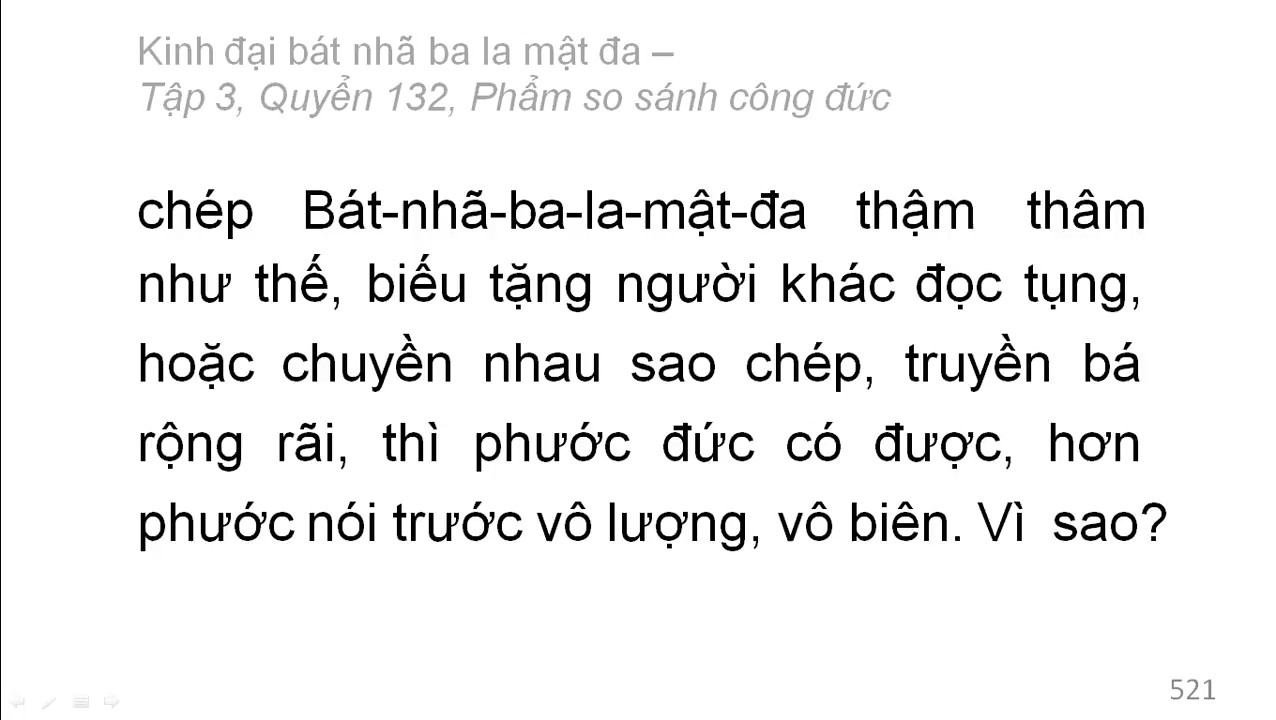 Kinh đại bát nhã ba la mật đa –
Tập 3, Quyển 132, Phẩm so sánh công đức
chép Bát-nhã-ba-la-mật-đa thậm thâm
như thế, biếu tặng người khác đọc tụng,
hoặc chuyền nhau sao chép, truyền bá
rộng rãi, thì phước đức có được, hơn
phước nói trước vô lượng, vô biên. Vì sao?
521